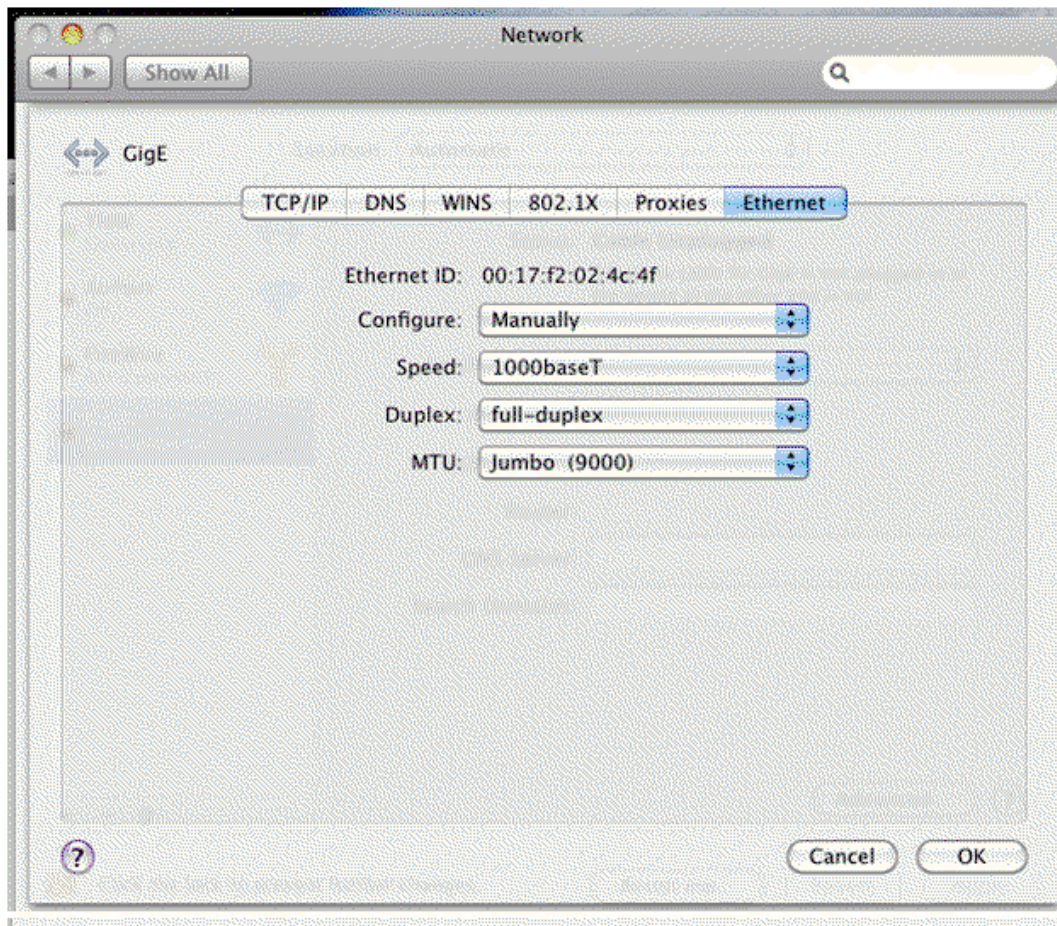 Network
Show All
GigE
TCP/IP DNS WINS 802.1X Proxies Ethernet
Ethernet ID: 00:17:f2:02:4c:4f
Configure: Manually
Speed: 1000baseT
Duplex: full-duplex
MTU: Jumbo (9000)
?
Cancel OK